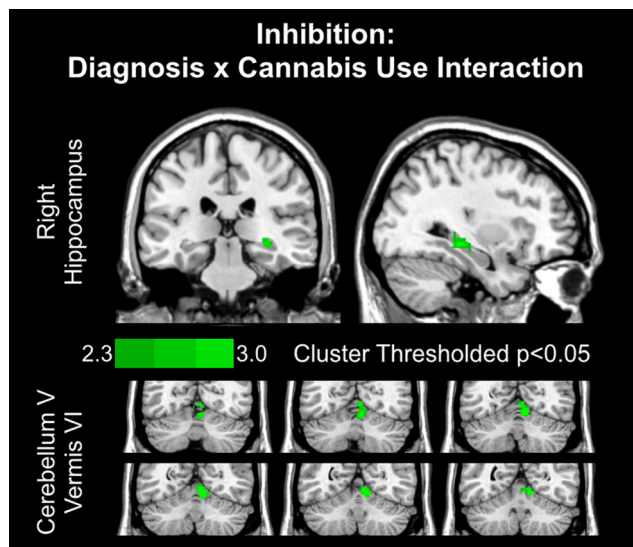 Inhibition:
Diagnosis x Cannabis Use Interaction
Right
Hippocampus
2.3
3.0
Cluster Thresholded p<0.05
Cerebellum V
Vermis VI